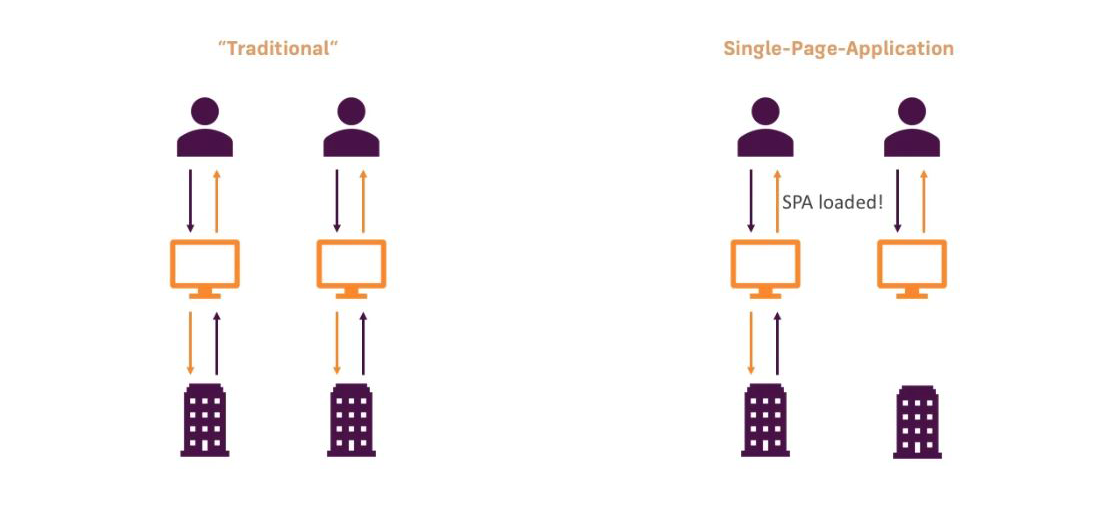 “Traditional“
Single-Page-Application
SPA loaded!